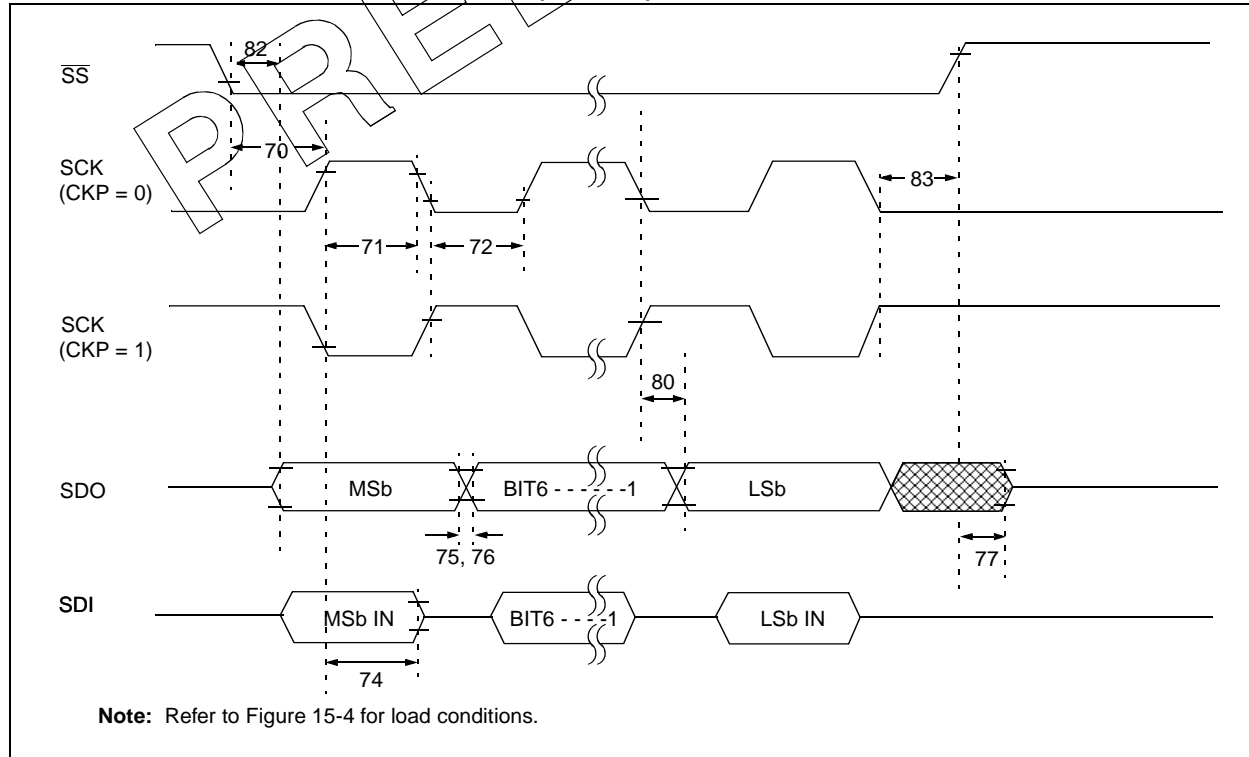 82
SS
70
SCK
(CKP = 0)
83
71
72
SCK
(CKP = 1)
80
SDO
MSb
BIT6 - - - - - -1
LSb
75, 76
77
SDI
MSb IN
BIT6 - - - -1
LSb IN
74
Note: Refer to Figure 15-4 for load conditions.
PRE